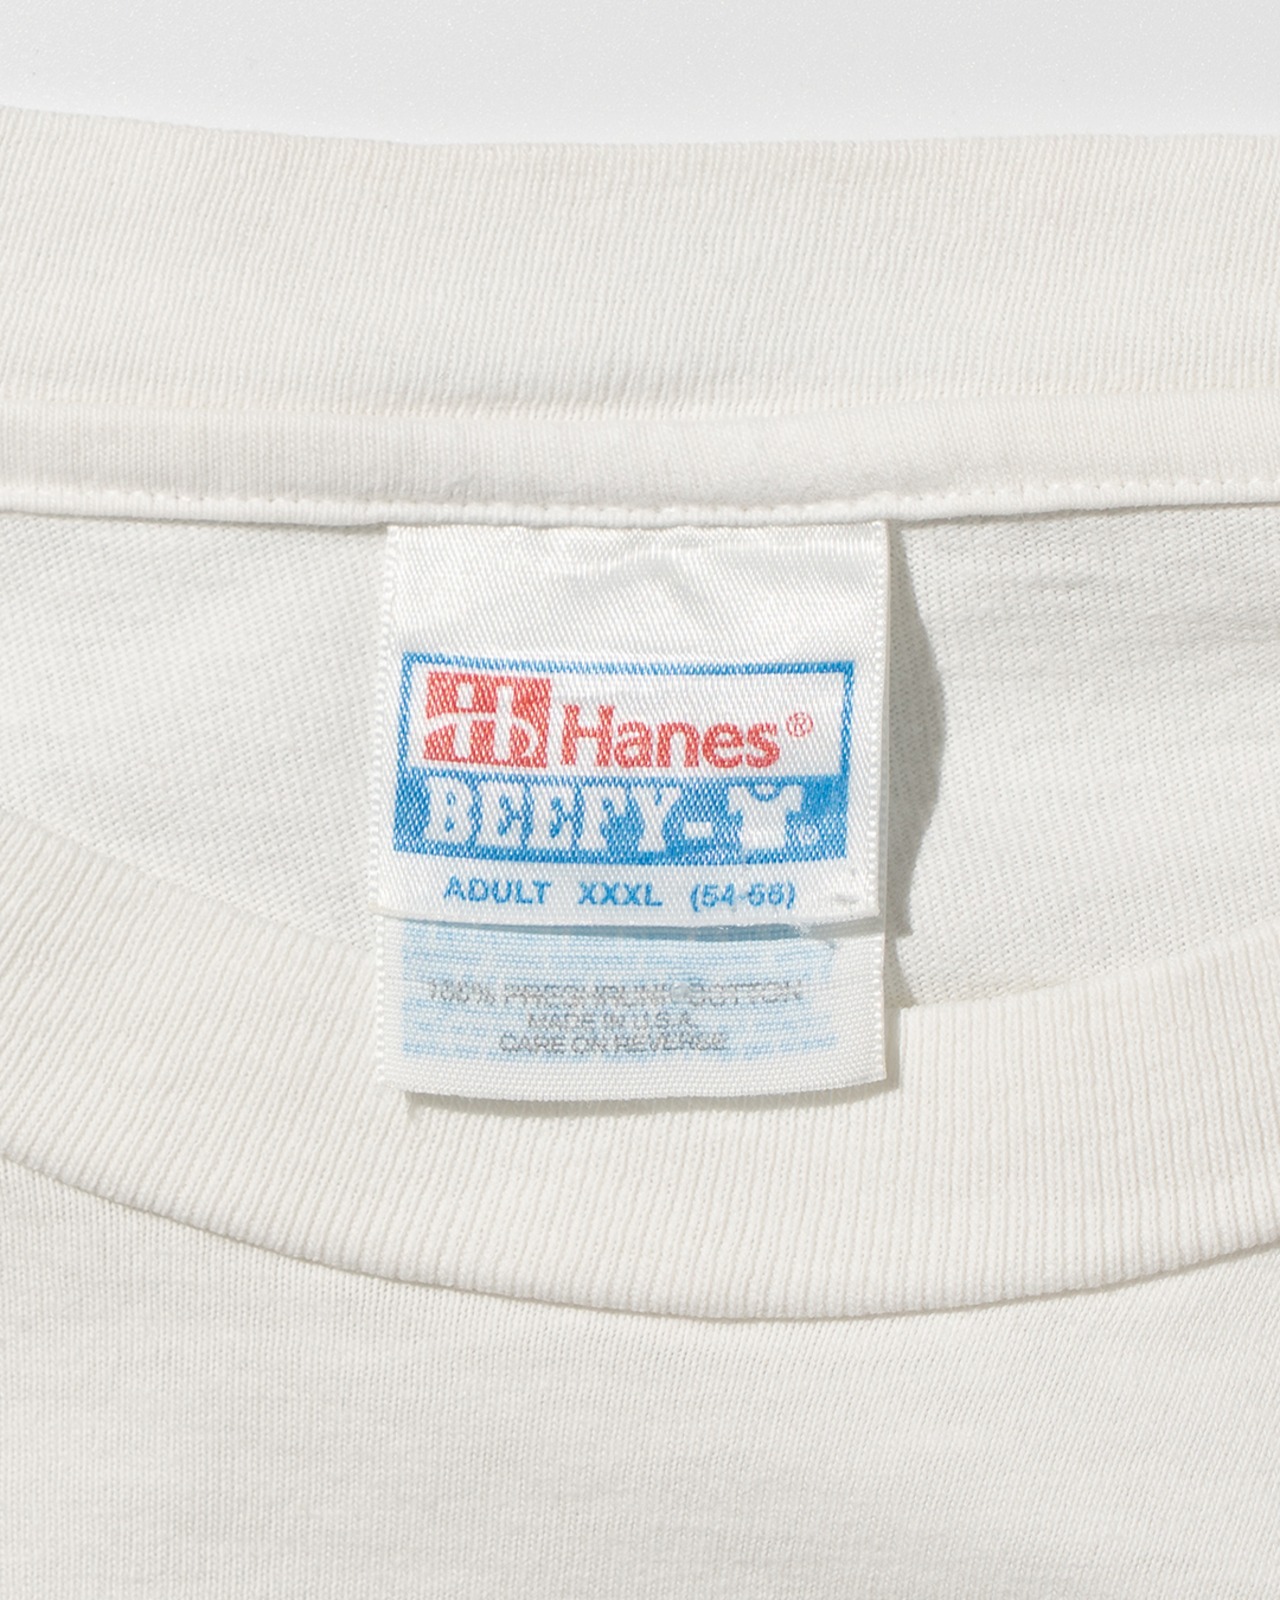 Hanes®
BEEFY-T®
ADULT XXXL (54-56)
100% PRESHRUNK COTTON
MADE IN U.S.A.
CARE ON REVERSE